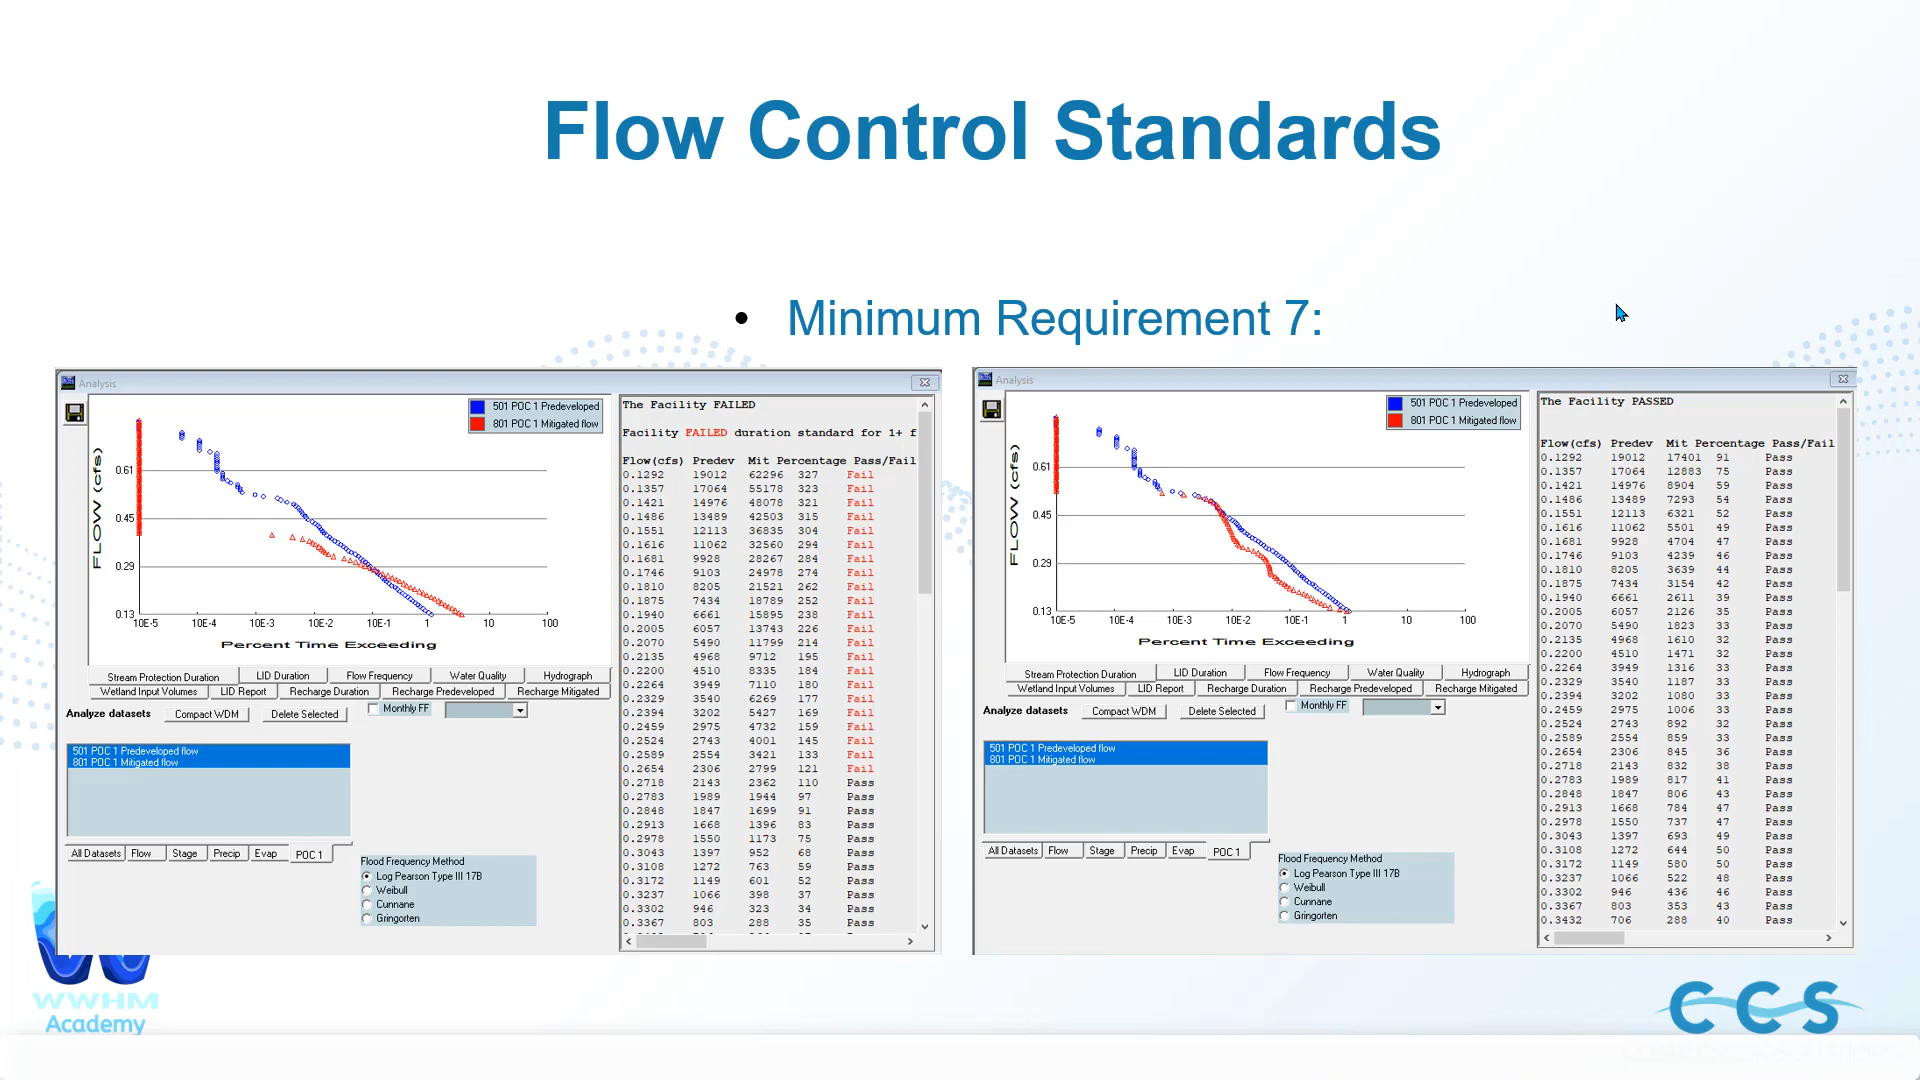 Flow Control Standards
• Minimum Requirement 7:
Analysis
501 POC 1 Predeveloped
801 POC 1 Mitigated flow
FLOW (cfs)
0.61
0.45
0.29
0.13
10E-5 10E-4 10E-3 10E-2 10E-1 1 10 100
Percent Time Exceeding
Stream Protection Duration LID Duration Flow Frequency Water Quality Hydrograph
Wetland Input Volumes LID Report Recharge Duration Recharge Predeveloped Recharge Mitigated
Analyze datasets Compact WDM Delete Selected Monthly FF
501 POC 1 Predeveloped flow
801 POC 1 Mitigated flow
All Datasets Flow Stage Precip Evap POC 1
Flood Frequency Method
Log Pearson Type III 17B
Weibull
Cunnane
Gringorten
The Facility FAILED
Facility FAILED duration standard for 1+ f
Flow(cfs) Predev Mit Percentage Pass/Fail
0.1292 19012 62296 327 Fail
0.1357 17064 55178 323 Fail
0.1421 14976 48078 321 Fail
0.1486 13489 42503 315 Fail
0.1551 12113 36835 304 Fail
0.1616 11062 32560 294 Fail
0.1681 9928 28267 284 Fail
0.1746 9103 24978 274 Fail
0.1810 8205 21521 262 Fail
0.1875 7434 18789 252 Fail
0.1940 6661 15895 238 Fail
0.2005 6057 13743 226 Fail
0.2070 5490 11799 214 Fail
0.2135 4968 9712 195 Fail
0.2200 4510 8335 184 Fail
0.2264 3949 7110 180 Fail
0.2329 3540 6269 177 Fail
0.2394 3202 5427 169 Fail
0.2459 2975 4732 159 Fail
0.2524 2743 4001 145 Fail
0.2589 2554 3421 133 Fail
0.2654 2306 2799 121 Fail
0.2718 2143 2362 110 Pass
0.2783 1989 1944 97 Pass
0.2848 1847 1699 91 Pass
0.2913 1668 1396 83 Pass
0.2978 1550 1173 75 Pass
0.3043 1397 952 68 Pass
0.3108 1272 763 59 Pass
0.3172 1149 601 52 Pass
0.3237 1066 398 37 Pass
0.3302 946 323 34 Pass
0.3367 803 288 35 Pass
Analysis
501 POC 1 Predeveloped
801 POC 1 Mitigated flow
FLOW (cfs)
0.61
0.45
0.29
0.13
10E-5 10E-4 10E-3 10E-2 10E-1 1 10 100
Percent Time Exceeding
Stream Protection Duration LID Duration Flow Frequency Water Quality Hydrograph
Wetland Input Volumes LID Report Recharge Duration Recharge Predeveloped Recharge Mitigated
Analyze datasets Compact WDM Delete Selected Monthly FF
501 POC 1 Predeveloped flow
801 POC 1 Mitigated flow
All Datasets Flow Stage Precip Evap POC 1
Flood Frequency Method
Log Pearson Type III 17B
Weibull
Cunnane
Gringorten
The Facility PASSED
Flow(cfs) Predev Mit Percentage Pass/Fail
0.1292 19012 17401 91 Pass
0.1357 17064 12883 75 Pass
0.1421 14976 8904 59 Pass
0.1486 13489 7293 54 Pass
0.1551 12113 6321 52 Pass
0.1616 11062 5501 49 Pass
0.1681 9928 4704 47 Pass
0.1746 9103 4239 46 Pass
0.1810 8205 3639 44 Pass
0.1875 7434 3154 42 Pass
0.1940 6661 2611 39 Pass
0.2005 6057 2126 35 Pass
0.2070 5490 1823 33 Pass
0.2135 4968 1610 32 Pass
0.2200 4510 1471 32 Pass
0.2264 3949 1316 33 Pass
0.2329 3540 1187 33 Pass
0.2394 3202 1080 33 Pass
0.2459 2975 1006 33 Pass
0.2524 2743 892 32 Pass
0.2589 2554 859 33 Pass
0.2654 2306 845 36 Pass
0.2718 2143 832 38 Pass
0.2783 1989 817 41 Pass
0.2848 1847 806 43 Pass
0.2913 1668 784 47 Pass
0.2978 1550 737 47 Pass
0.3043 1397 693 49 Pass
0.3108 1272 644 50 Pass
0.3172 1149 580 50 Pass
0.3237 1066 522 48 Pass
0.3302 946 436 46 Pass
0.3367 803 353 43 Pass
0.3432 706 288 40 Pass
WWHM
Academy
CCS